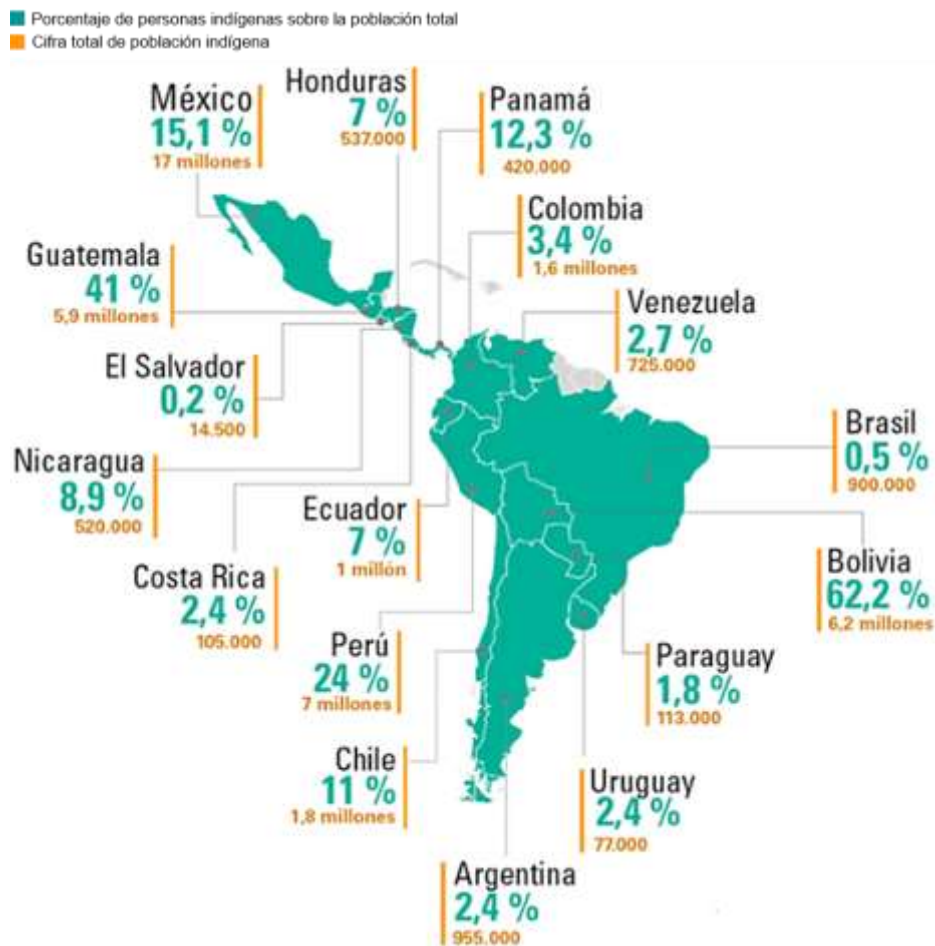 Porcentaje de personas indígenas sobre la población total
Cifra total de población indígena
México
15,1 %
17 millones
Honduras
7 %
537.000
Panamá
12,3 %
420.000
Colombia
3,4 %
1,6 millones
Guatemala
41 %
5,9 millones
Venezuela
2,7 %
725.000
El Salvador
0,2 %
14.500
Brasil
0,5 %
900.000
Nicaragua
8,9 %
520.000
Ecuador
7 %
1 millón
Costa Rica
2,4 %
105.000
Bolivia
62,2 %
6,2 millones
Perú
24 %
7 millones
Paraguay
1,8 %
113.000
Chile
11 %
1,8 millones
Uruguay
2,4 %
77.000
Argentina
2,4 %
955.000